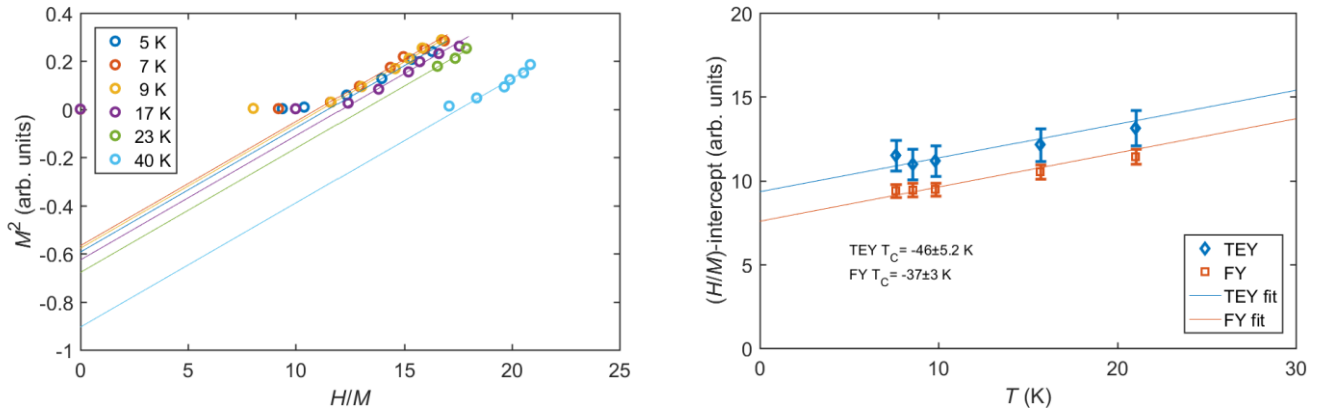 0.4
0.2
0
-0.2
-0.4
-0.6
-0.8
-1
M² (arb. units)
5 K
7 K
9 K
17 K
23 K
40 K
0
5
10
15
20
25
H/M
20
15
10
5
0
(H/M)-intercept (arb. units)
TEY T_C= -46±5.2 K
FY T_C= -37±3 K
TEY
FY
TEY fit
FY fit
0
10
20
30
T (K)